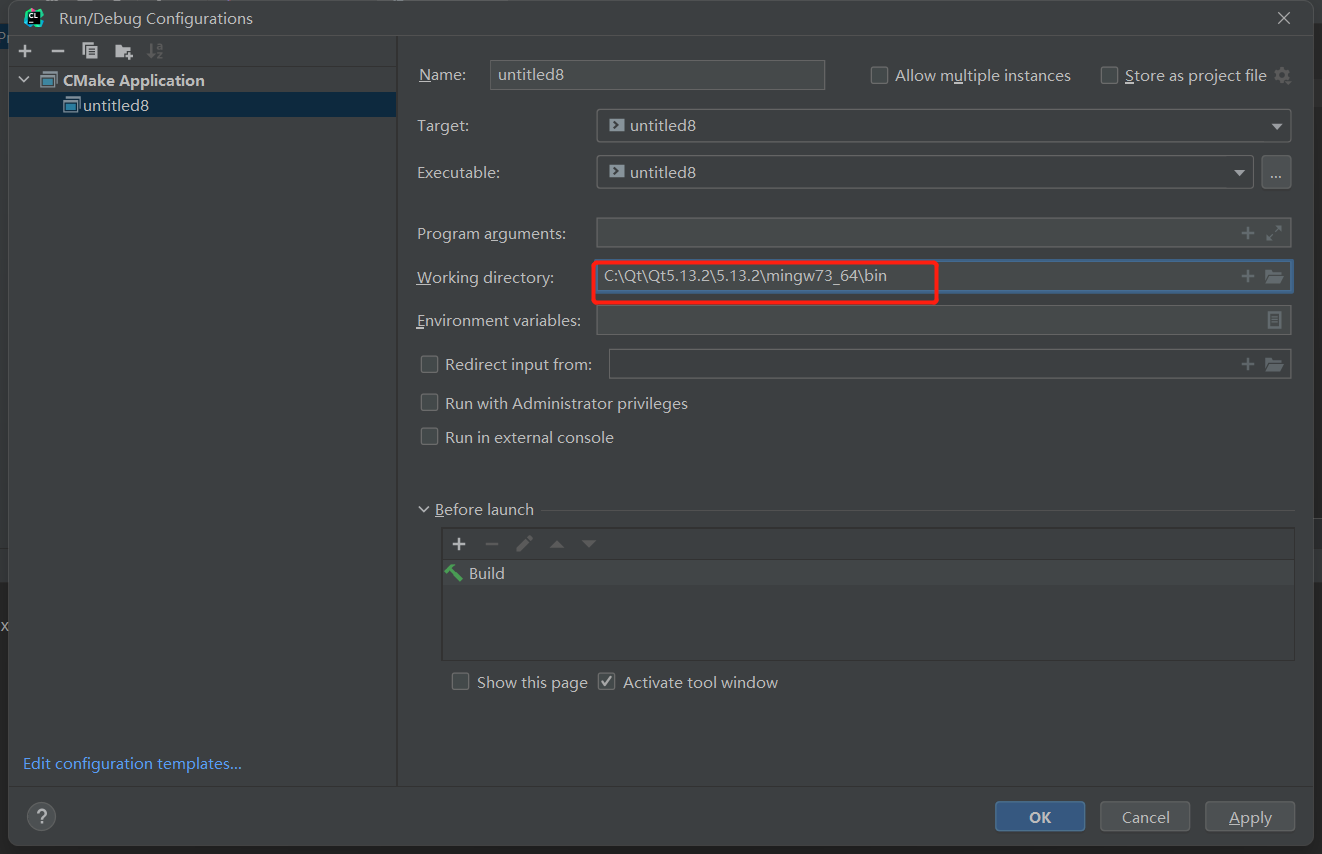 Run/Debug Configurations
CMake Application
untitled8
Name: untitled8 Allow multiple instances Store as project file
Target: untitled8
Executable: untitled8 ...
Program arguments:
Working directory: C:\Qt\Qt5.13.2\5.13.2\mingw73_64\bin
Environment variables:
Redirect input from:
Run with Administrator privileges
Run in external console
Before launch
Build
Show this page Activate tool window
Edit configuration templates...
? OK Cancel Apply